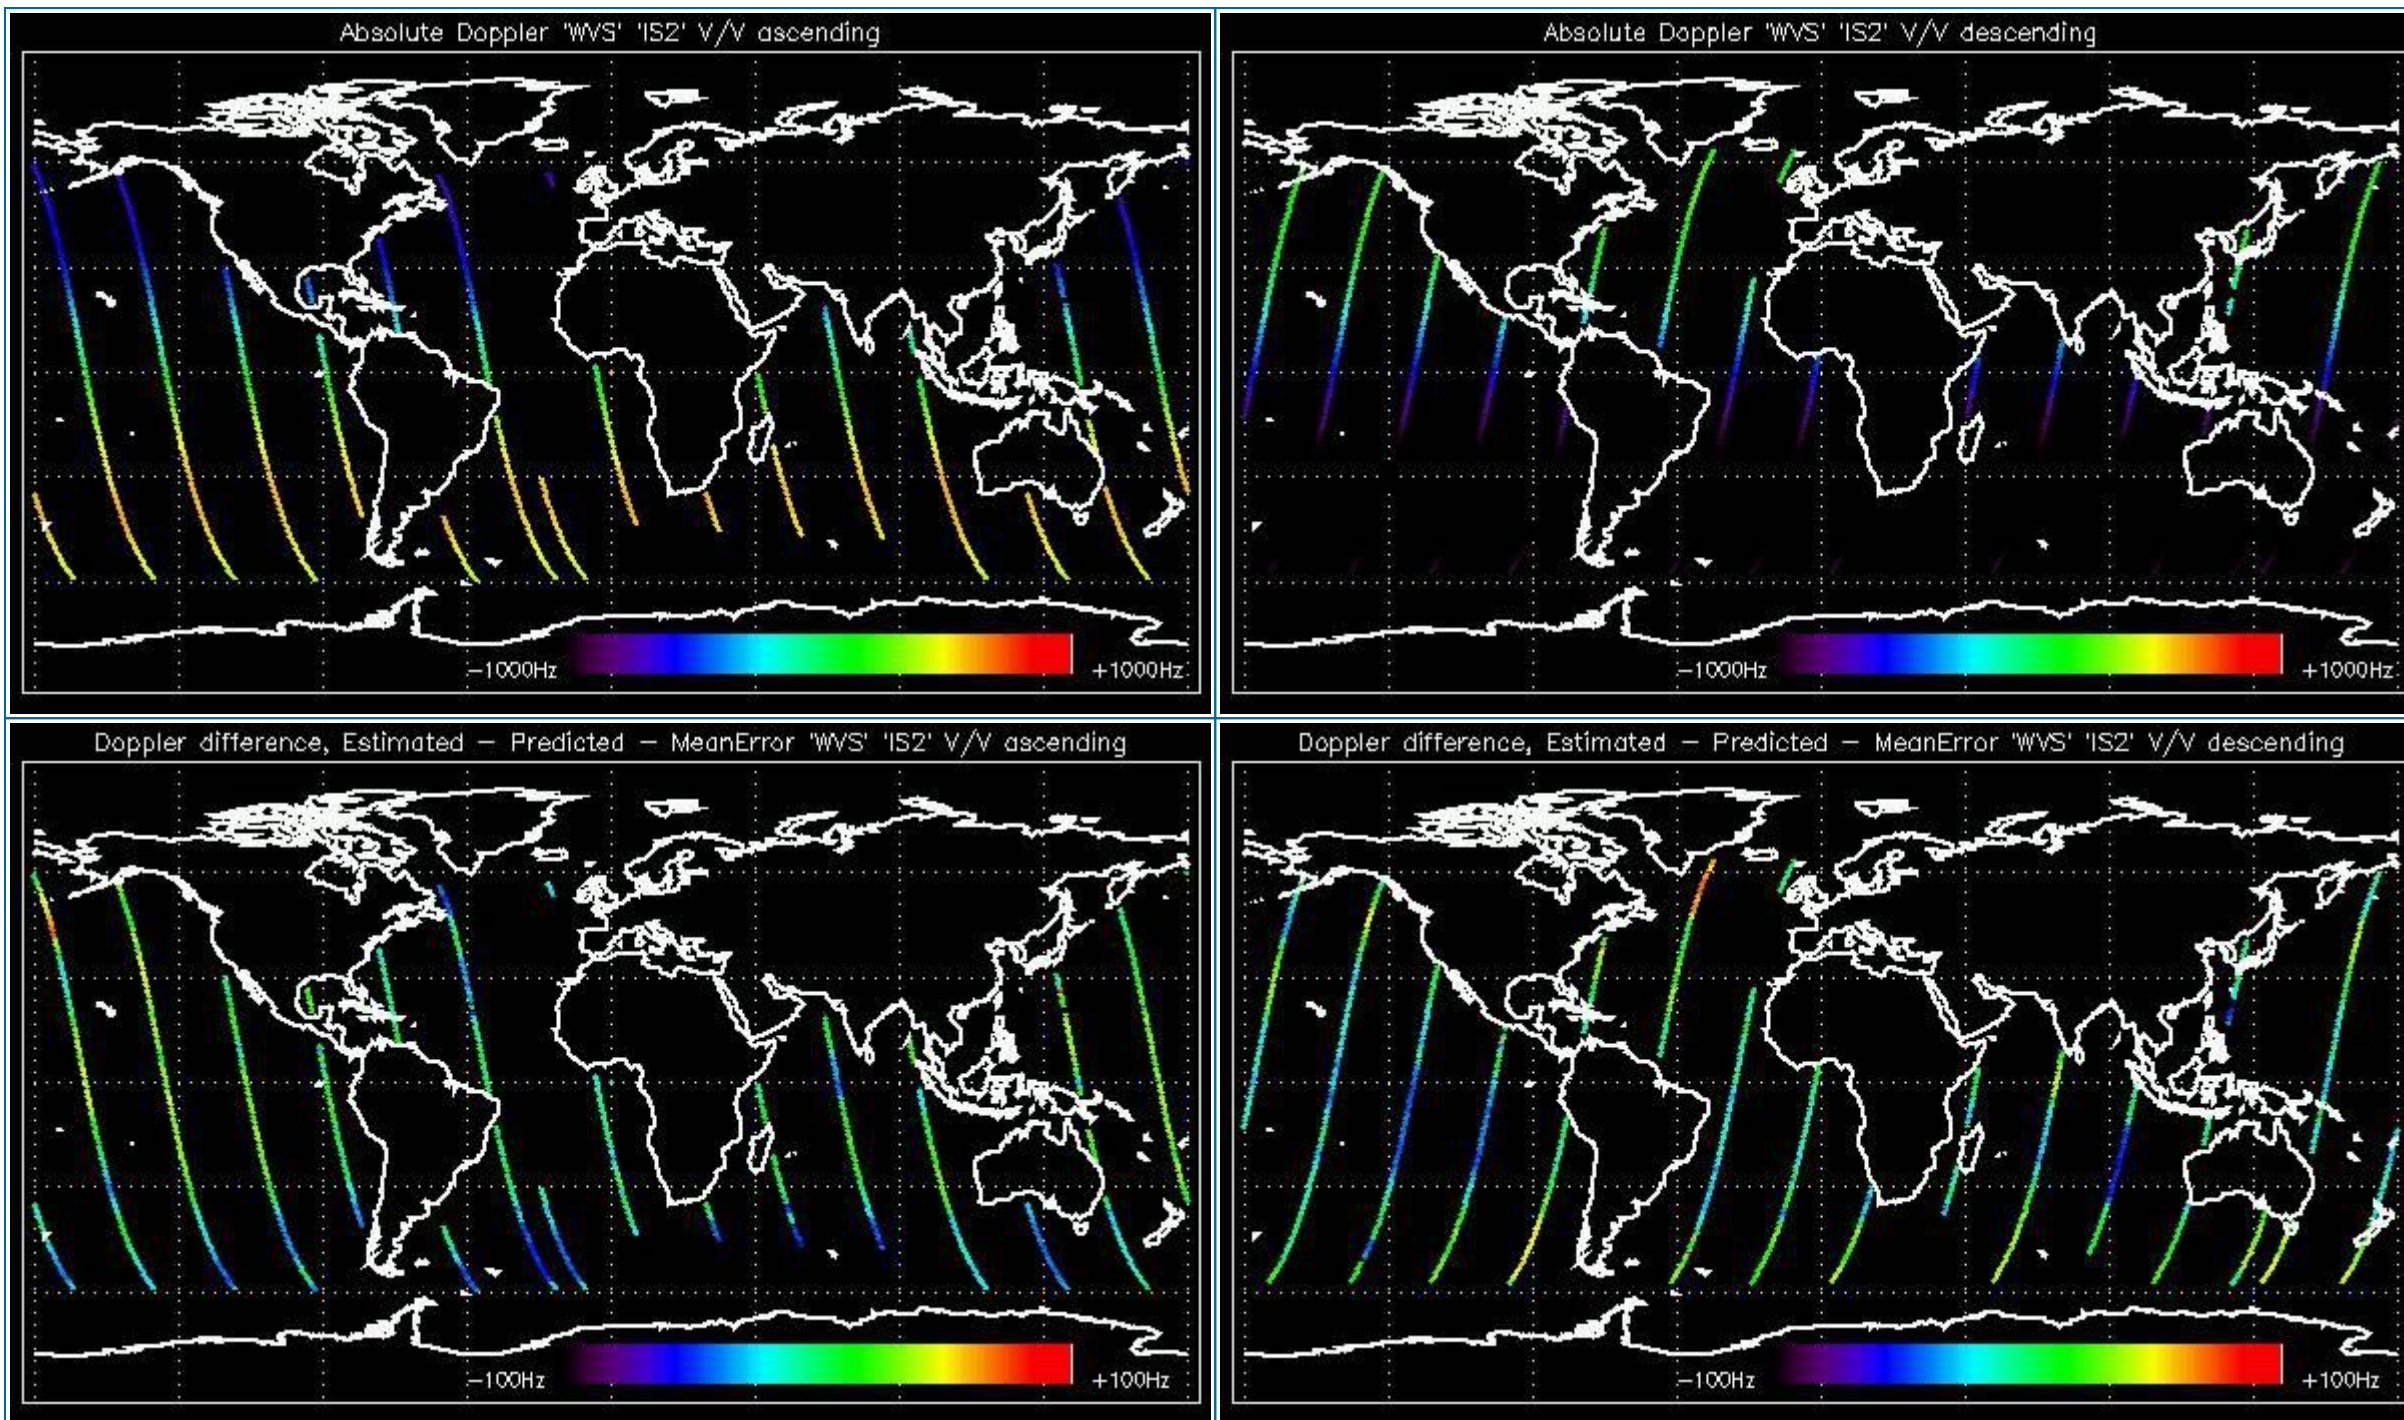 Absolute Doppler 'WVS' 'IS2' V/V ascending
-1000Hz +1000Hz
Absolute Doppler 'WVS' 'IS2' V/V descending
-1000Hz +1000Hz
Doppler difference, Estimated - Predicted - MeanError 'WVS' 'IS2' V/V ascending
-100Hz +100Hz
Doppler difference, Estimated - Predicted - MeanError 'WVS' 'IS2' V/V descending
-100Hz +100Hz